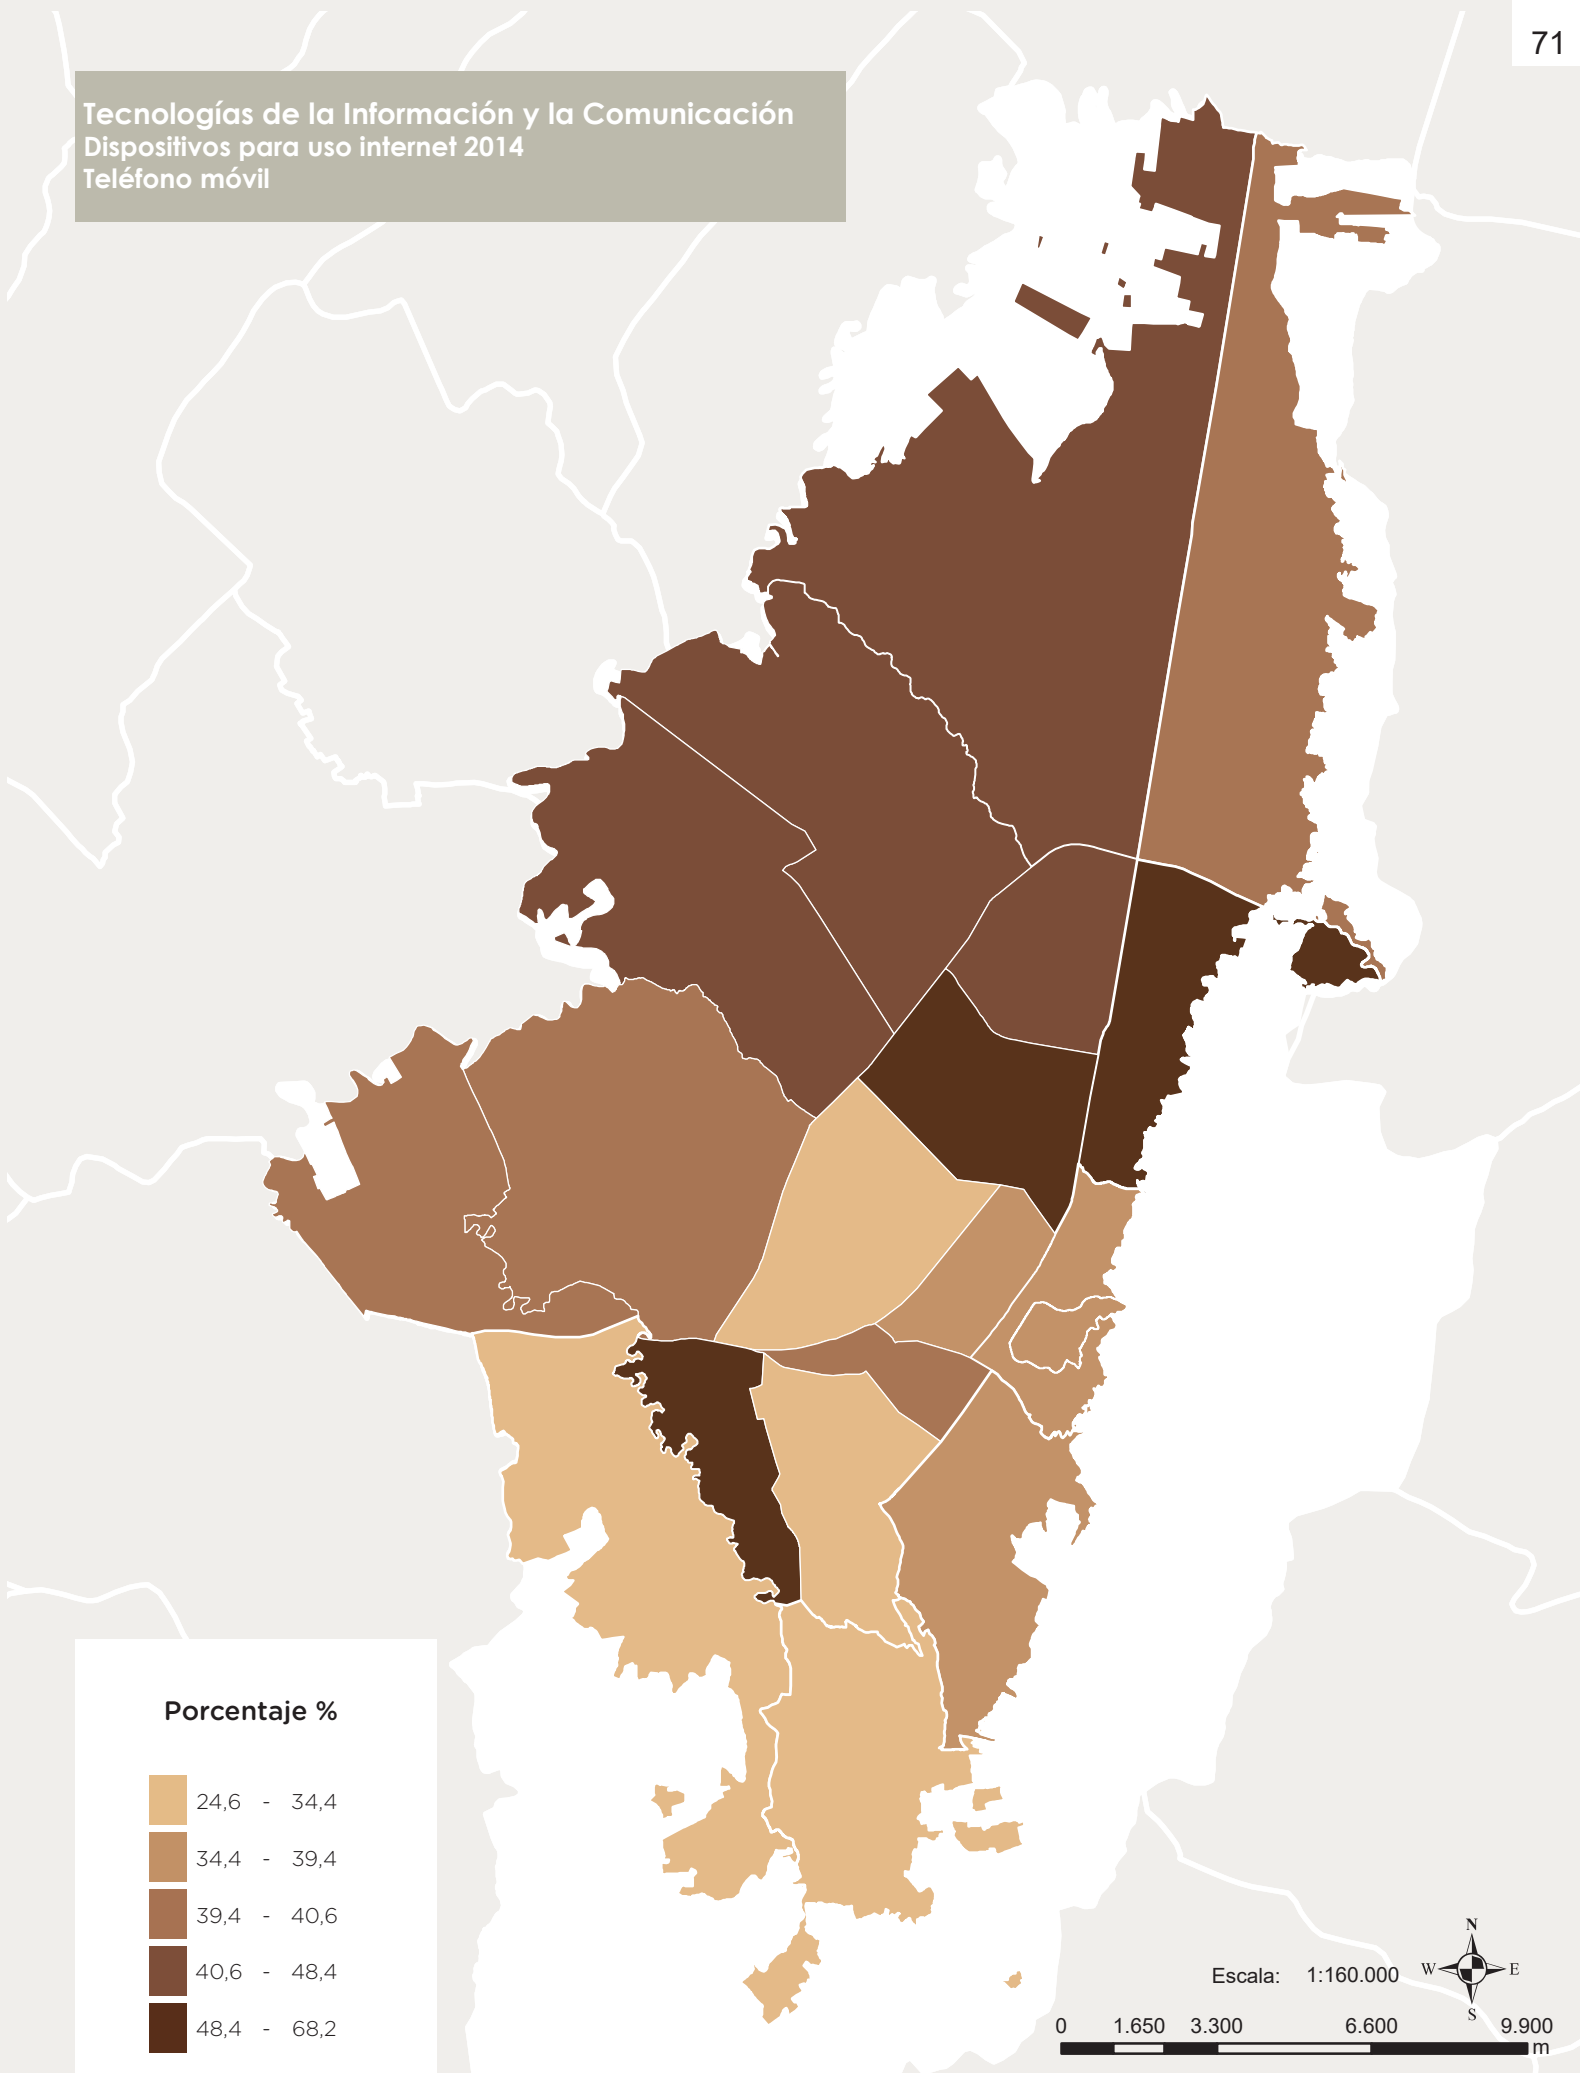 71
Tecnologías de la Información y la Comunicación
Dispositivos para uso internet 2014
Teléfono móvil
Porcentaje %
24,6 - 34,4
34,4 - 39,4
39,4 - 40,6
40,6 - 48,4
48,4 - 68,2
Escala: 1:160.000
N
W E
S
0 1.650 3.300 6.600 9.900
m